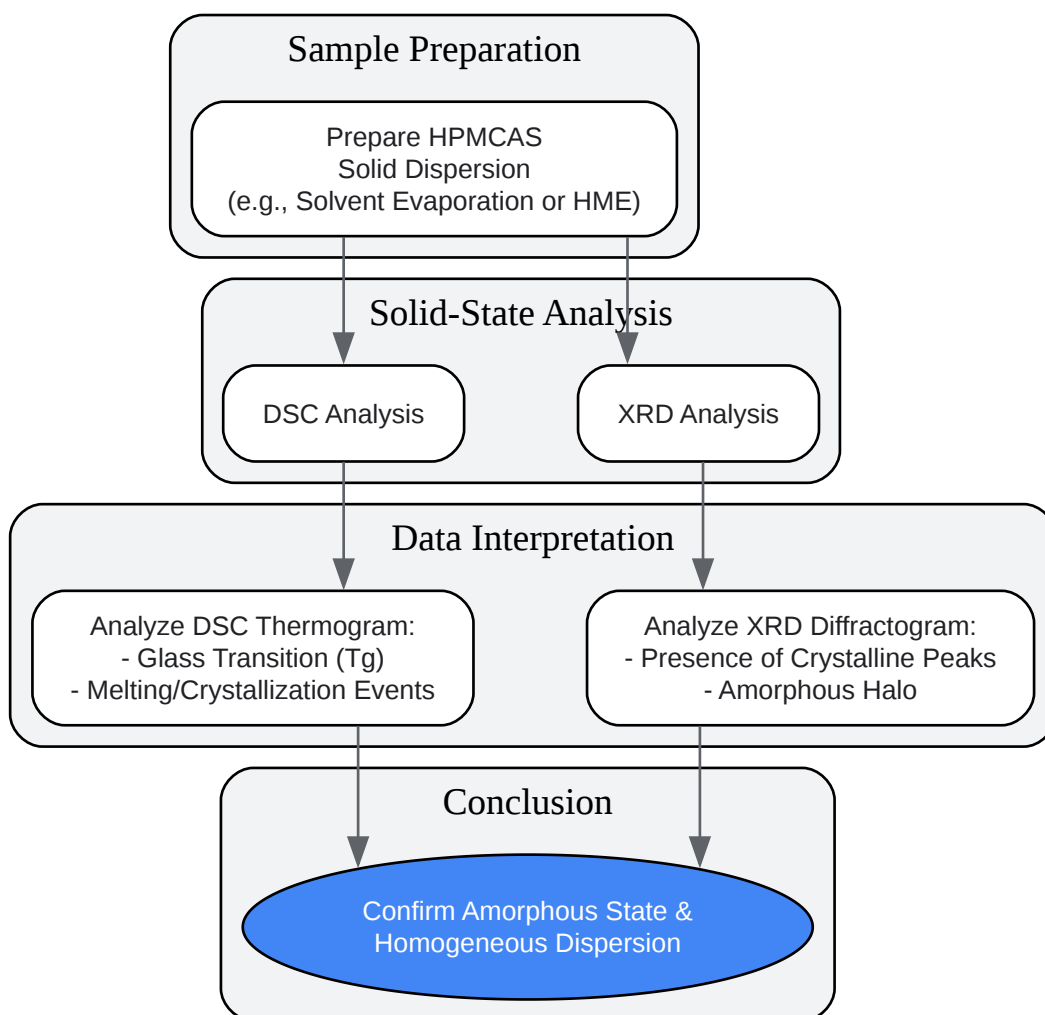 Sample Preparation
Prepare HPMCAS
Solid Dispersion
(e.g., Solvent Evaporation or HME)
Solid-State Analysis
DSC Analysis
XRD Analysis
Data Interpretation
Analyze DSC Thermogram:
- Glass Transition (Tg)
- Melting/Crystallization Events
Analyze XRD Diffractogram:
- Presence of Crystalline Peaks
- Amorphous Halo
Conclusion
Confirm Amorphous State &
Homogeneous Dispersion